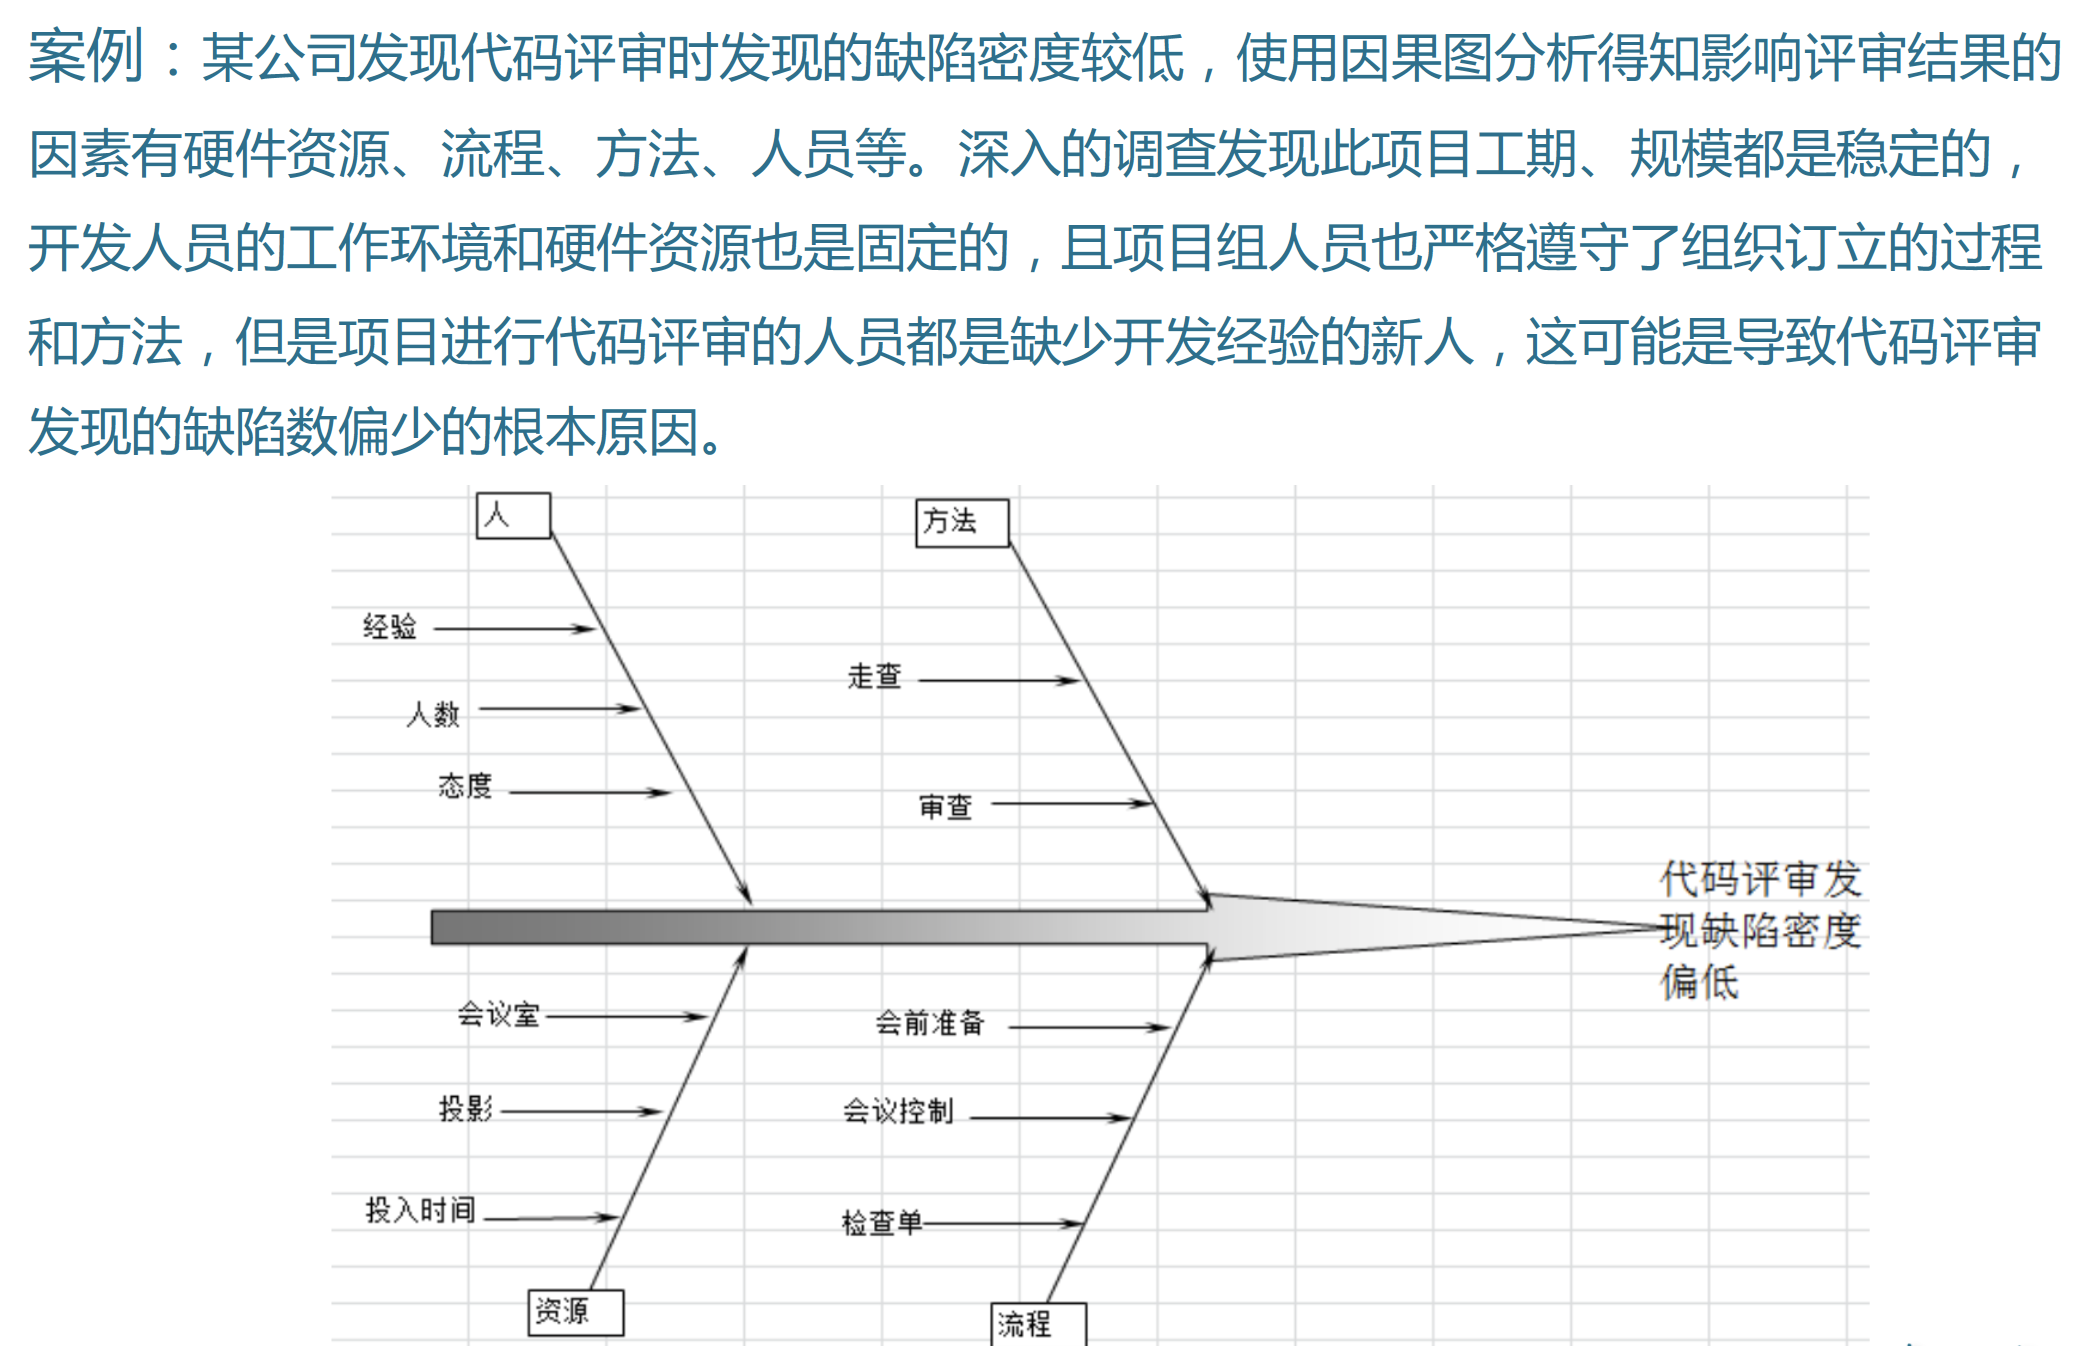 案例：某公司发现代码评审时发现的缺陷密度较低，使用因果图分析得知影响评审结果的
因素有硬件资源、流程、方法、人员等。深入的调查发现此项目工期、规模都是稳定的，
开发人员的工作环境和硬件资源也是固定的，且项目组人员也严格遵守了组织订立的过程
和方法，但是项目进行代码评审的人员都是缺少开发经验的新人，这可能是导致代码评审
发现的缺陷数偏少的根本原因。
人
方法
经验
走查
人数
态度
审查
代码评审发
现缺陷密度
偏低
会议室
会前准备
投影
会议控制
投入时间
检查单
资源
流程